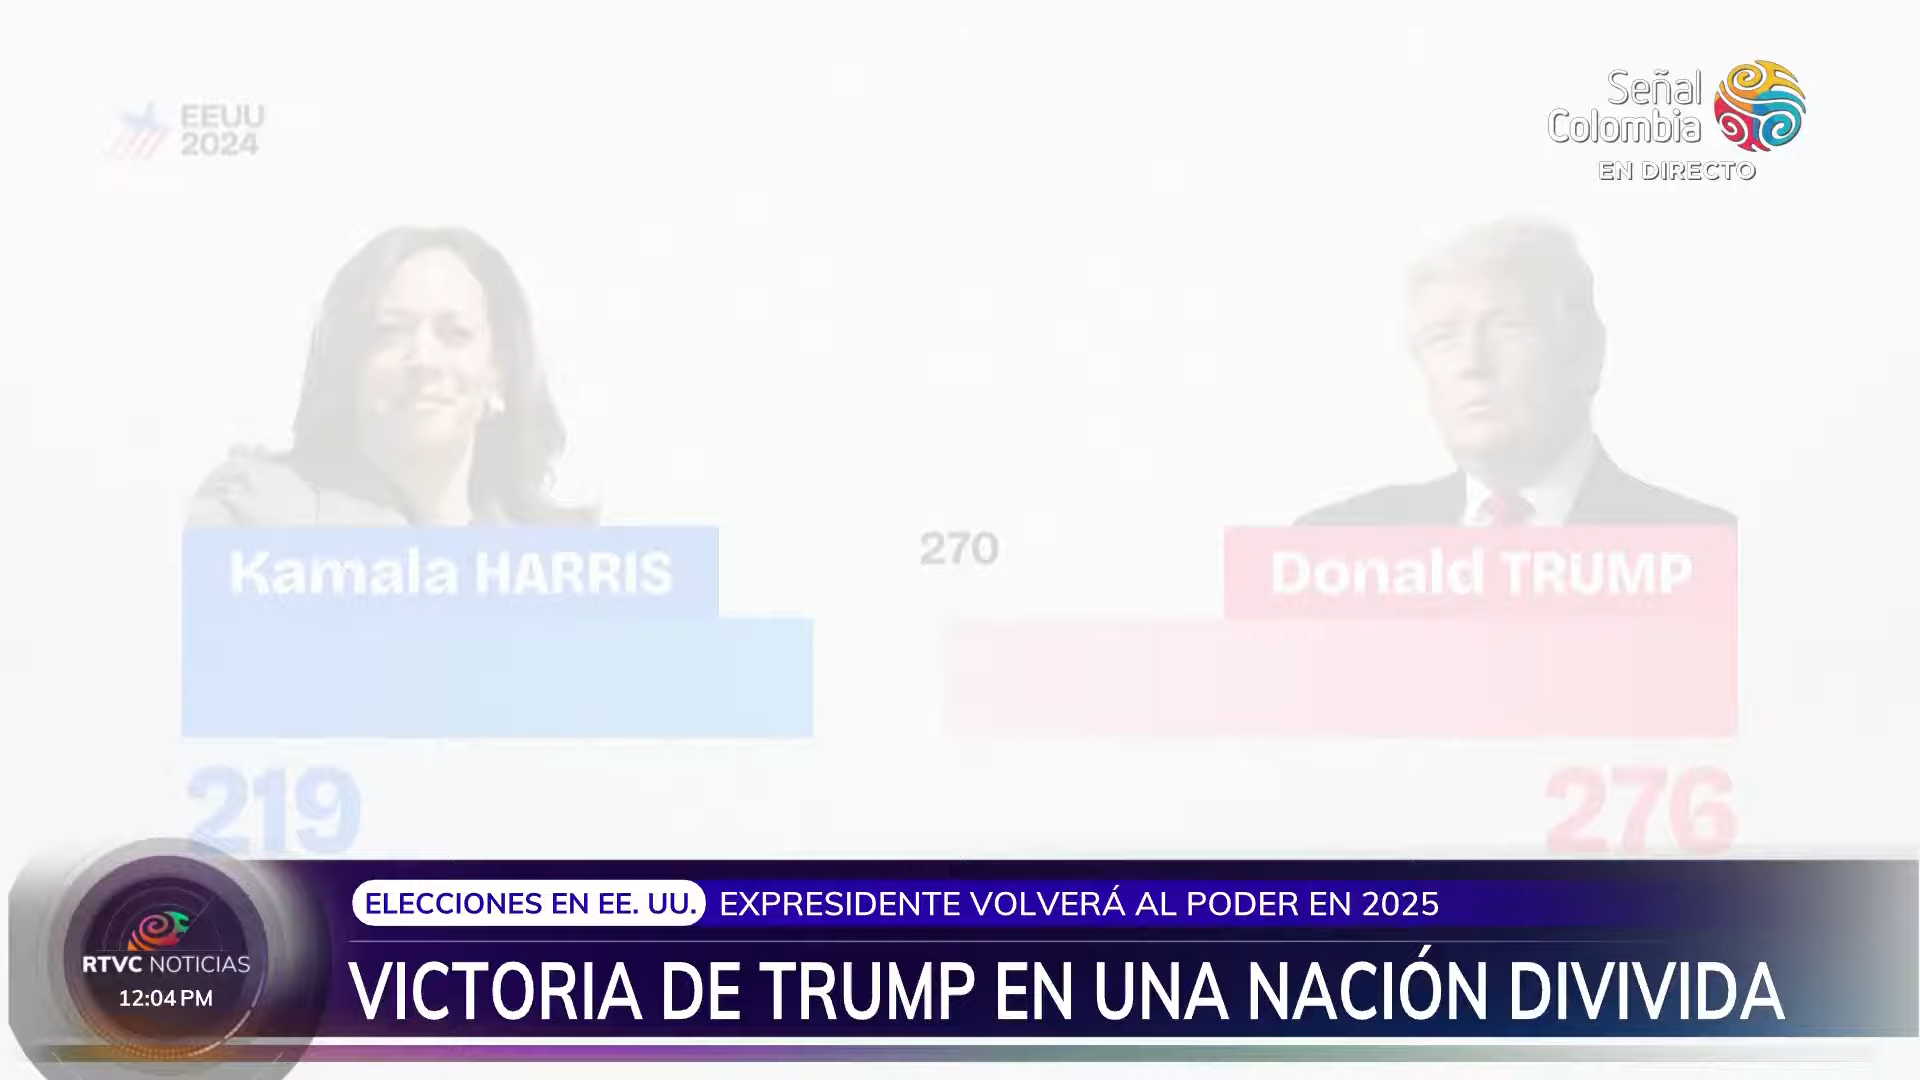 EEUU
2024
Señal
Colombia
EN DIRECTO
Kamala HARRIS
270
Donald TRUMP
219
276
ELECCIONES EN EE. UU. EXPRESIDENTE VOLVERÁ AL PODER EN 2025
RTVC NOTICIAS
12:04 PM
VICTORIA DE TRUMP EN UNA NACIÓN DIVIVIDA